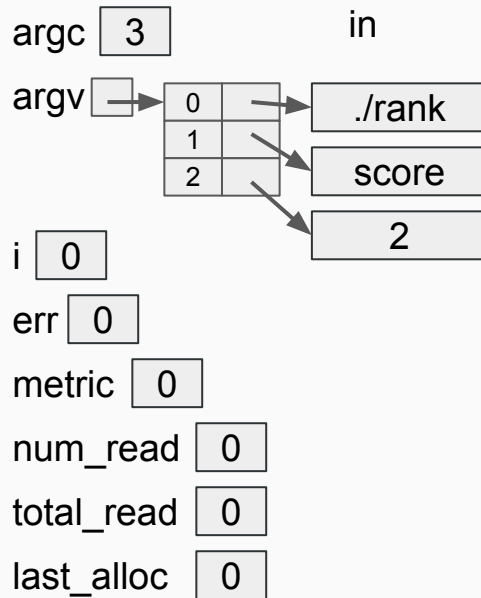 argc 3 in
argv 0 ./rank
1 score
2 2
i 0
err 0
metric 0
num_read 0
total_read 0
last_alloc 0